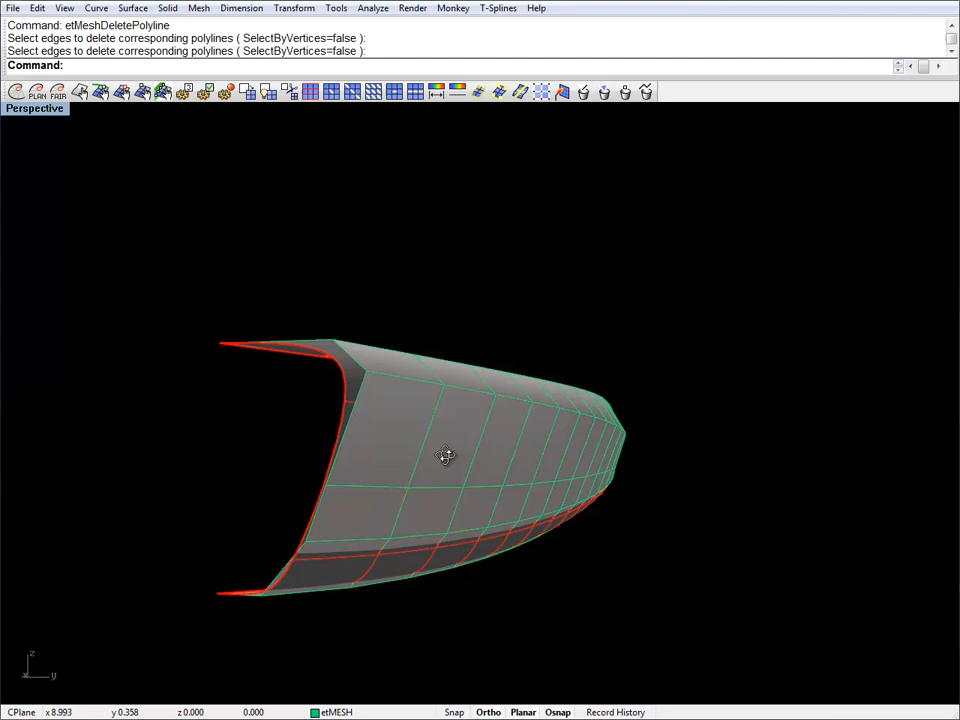 File Edit View Curve Surface Solid Mesh Dimension Transform Tools Analyze Render Monkey T-Splines Help
Command: etMeshDeletePolyline
Select edges to delete corresponding polylines ( SelectByVertices=false ):
Select edges to delete corresponding polylines ( SelectByVertices=false ):
Command:
PLAN FAIR 3
Perspective
z
x y
CPlane x 8.993 y 0.358 z 0.000 0.000 etMESH Snap Ortho Planar Osnap Record History